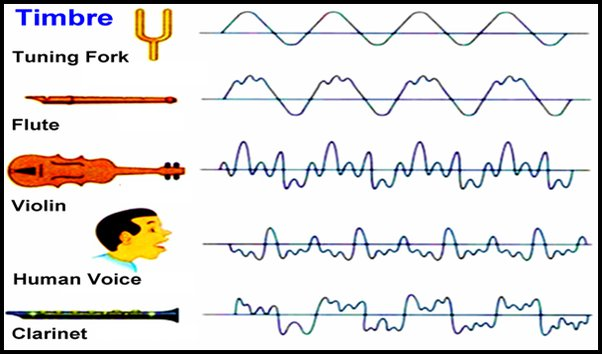 Timbre
Tuning Fork
Flute
Violin
Human Voice
Clarinet